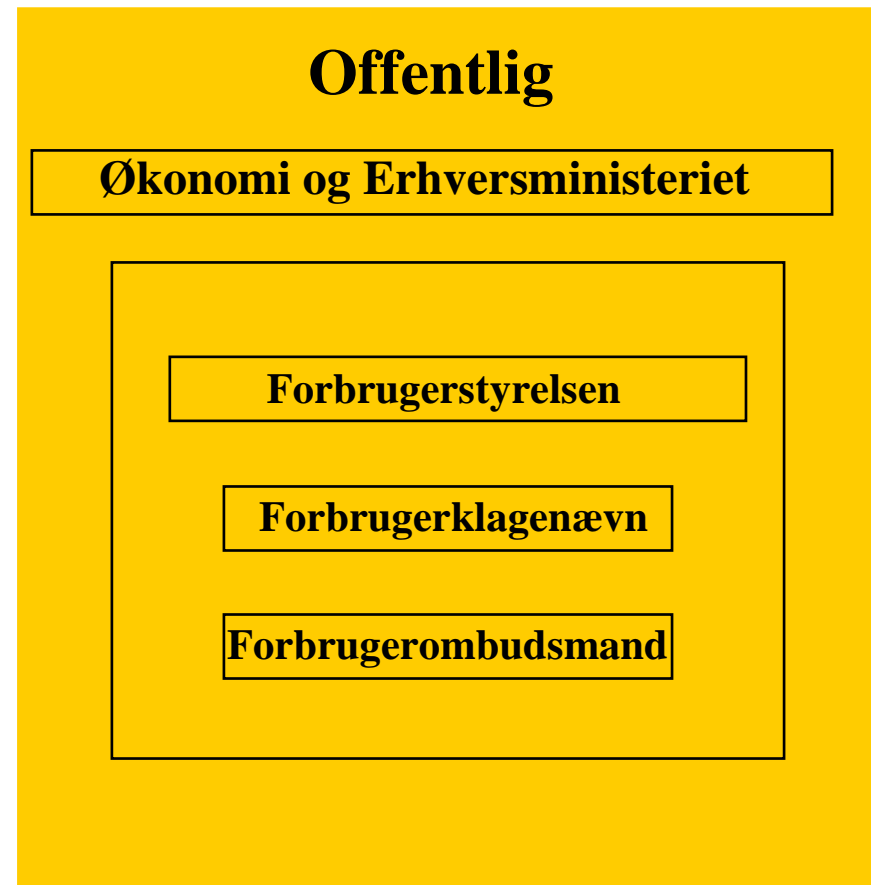 Offentlig
Økonomi og Erhversministeriet
Forbrugerstyrelsen
Forbrugerklagenævn
Forbrugerombudsmand